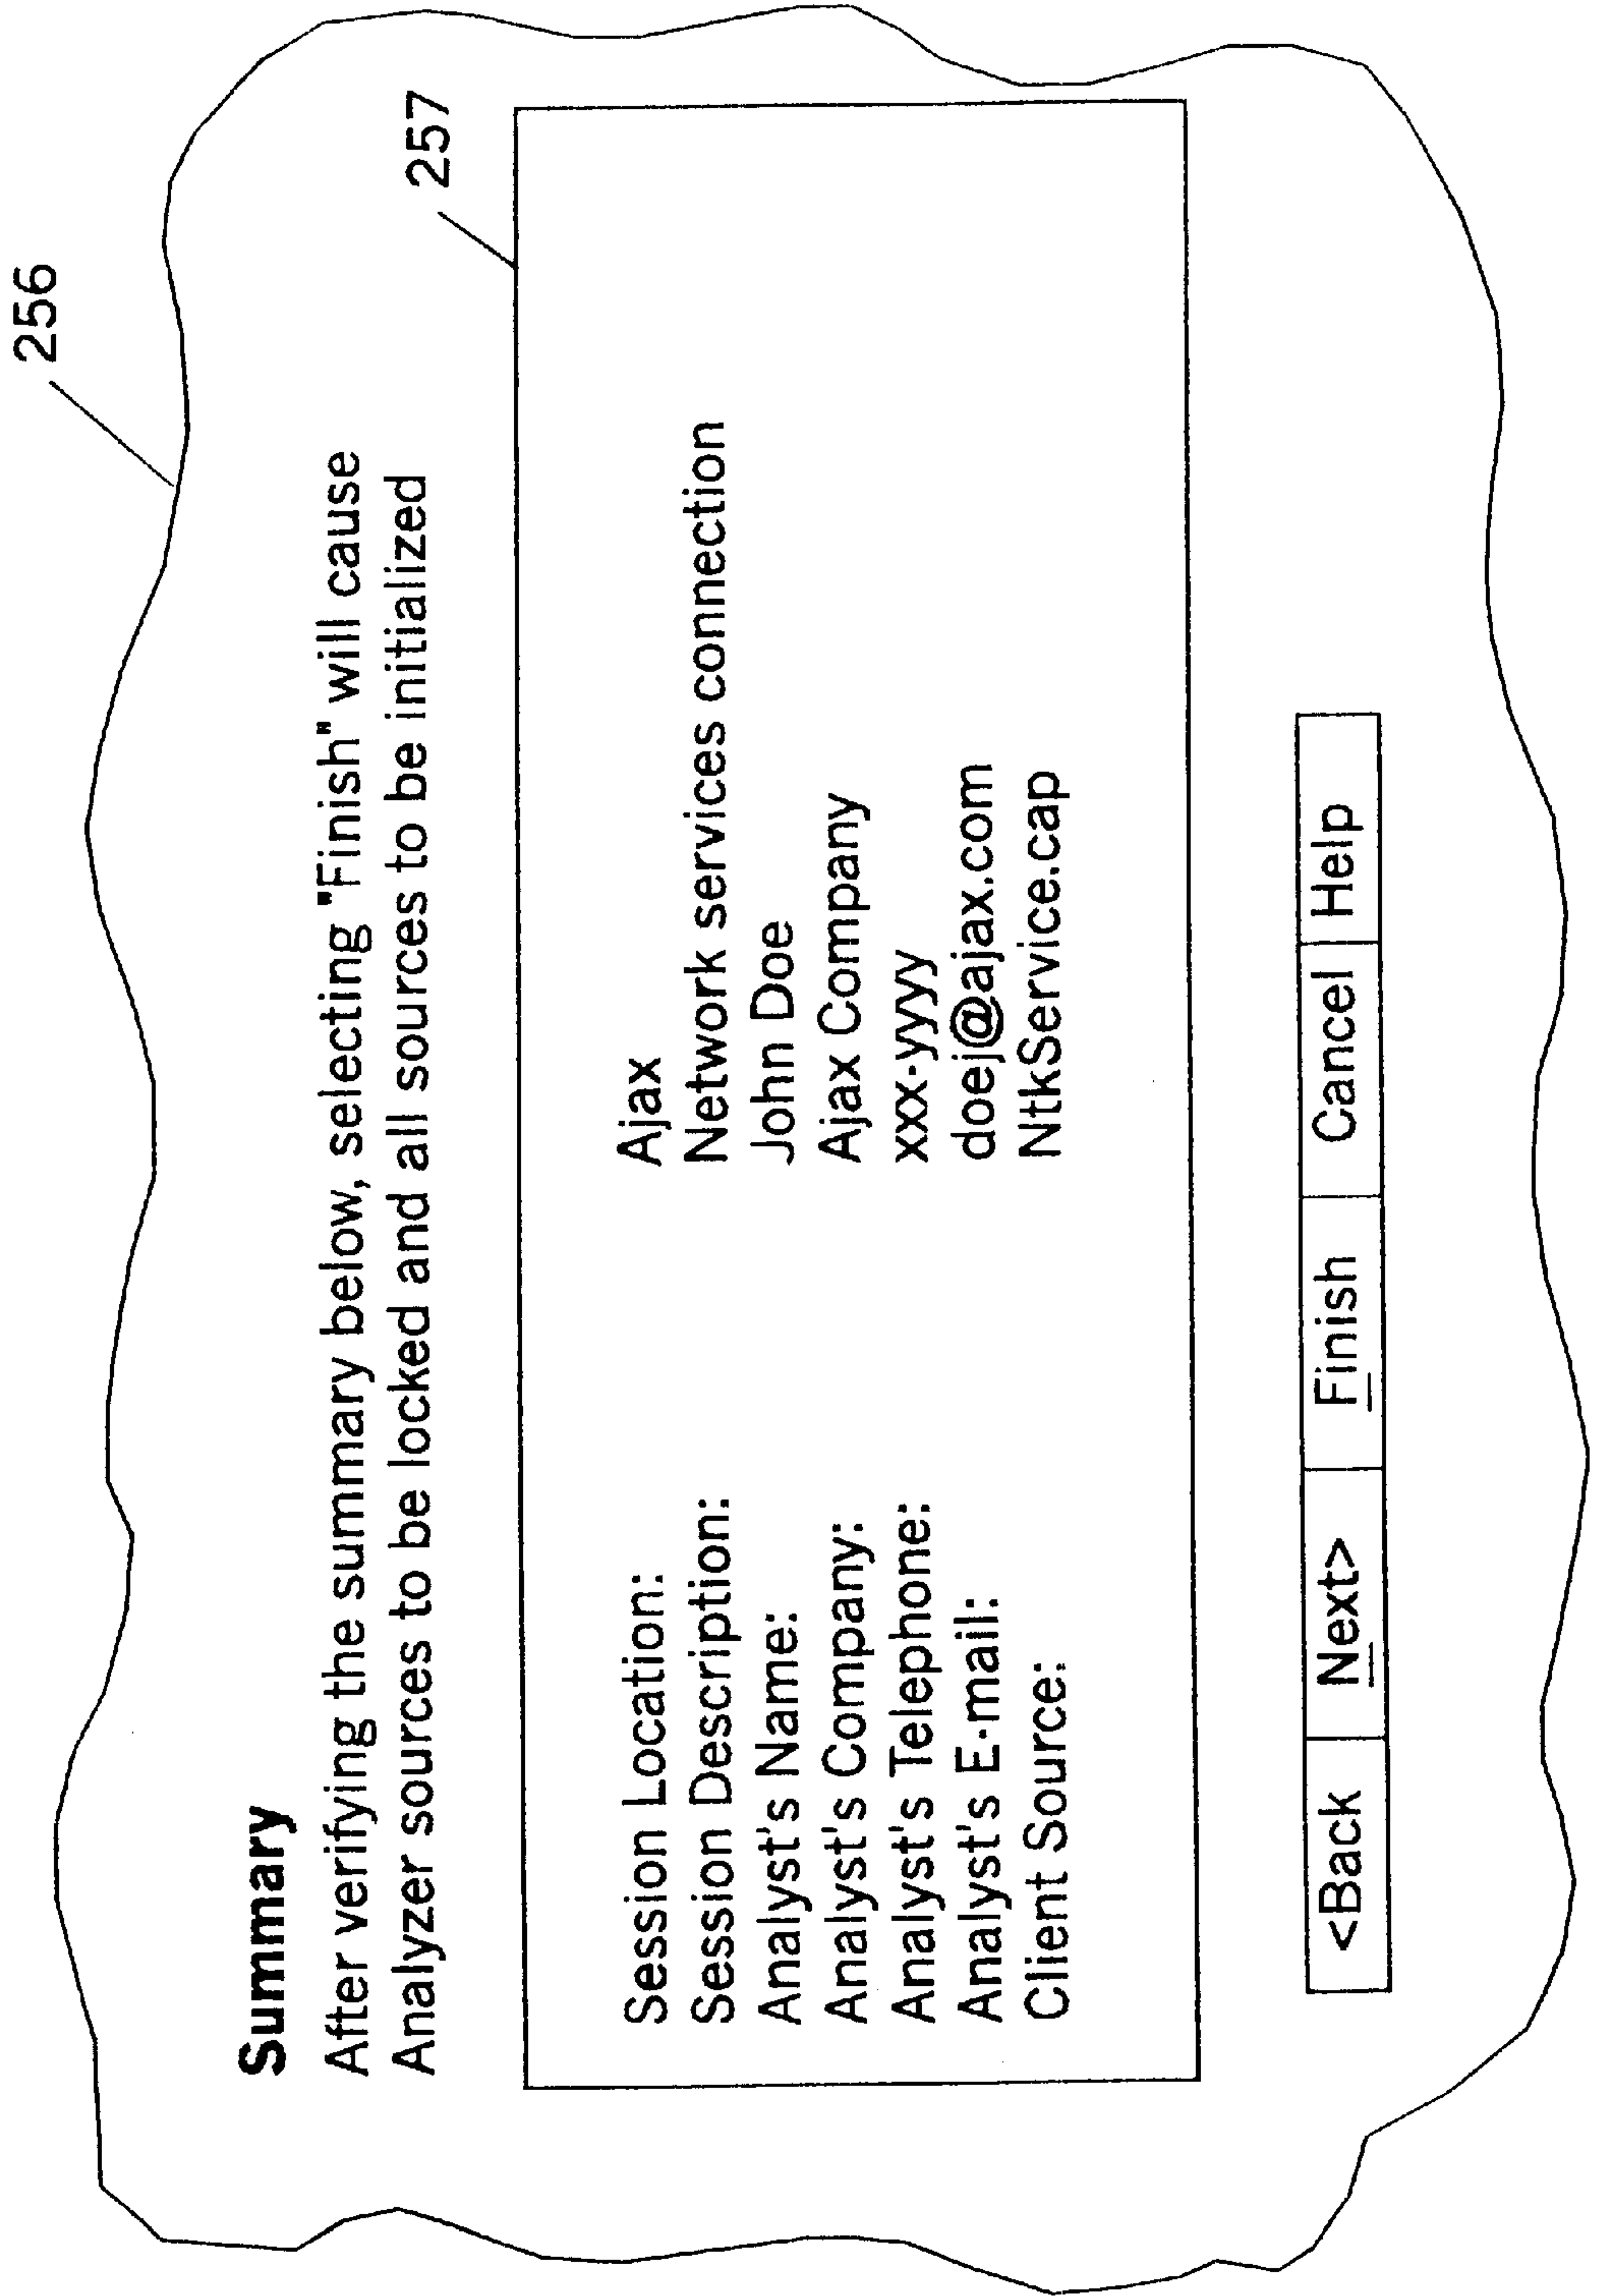 256
Summary
After verifying the summary below, selecting "Finish" will cause
Analyzer sources to be locked and all sources to be initialized
257
Session Location: Ajax
Session Description: Network services connection
Analyst's Name: John Doe
Analyst's Company: Ajax Company
Analyst's Telephone: xxx-yyyy
Analyst's E-mail: doej@ajax.com
Client Source: NtkService.cap
<Back Next> Finish Cancel Help